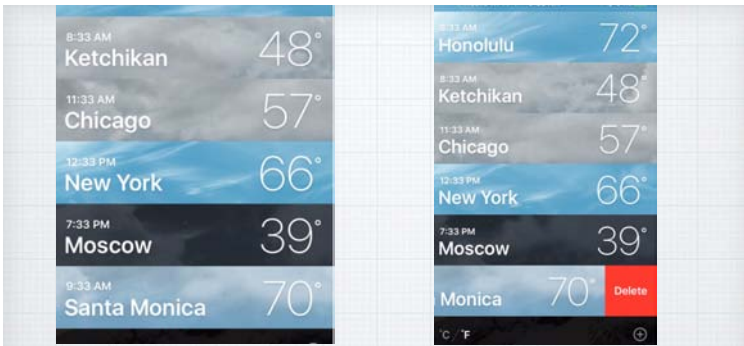 8:33 AM
Ketchikan
48°
11:33 AM
Chicago
57°
12:33 PM
New York
66°
7:33 PM
Moscow
39°
9:33 AM
Santa Monica
70°
Honolulu
72°
8:33 AM
Ketchikan
48°
11:33 AM
Chicago
57°
12:33 PM
New York
66°
7:33 PM
Moscow
39°
Monica
70°
Delete
°C / °F